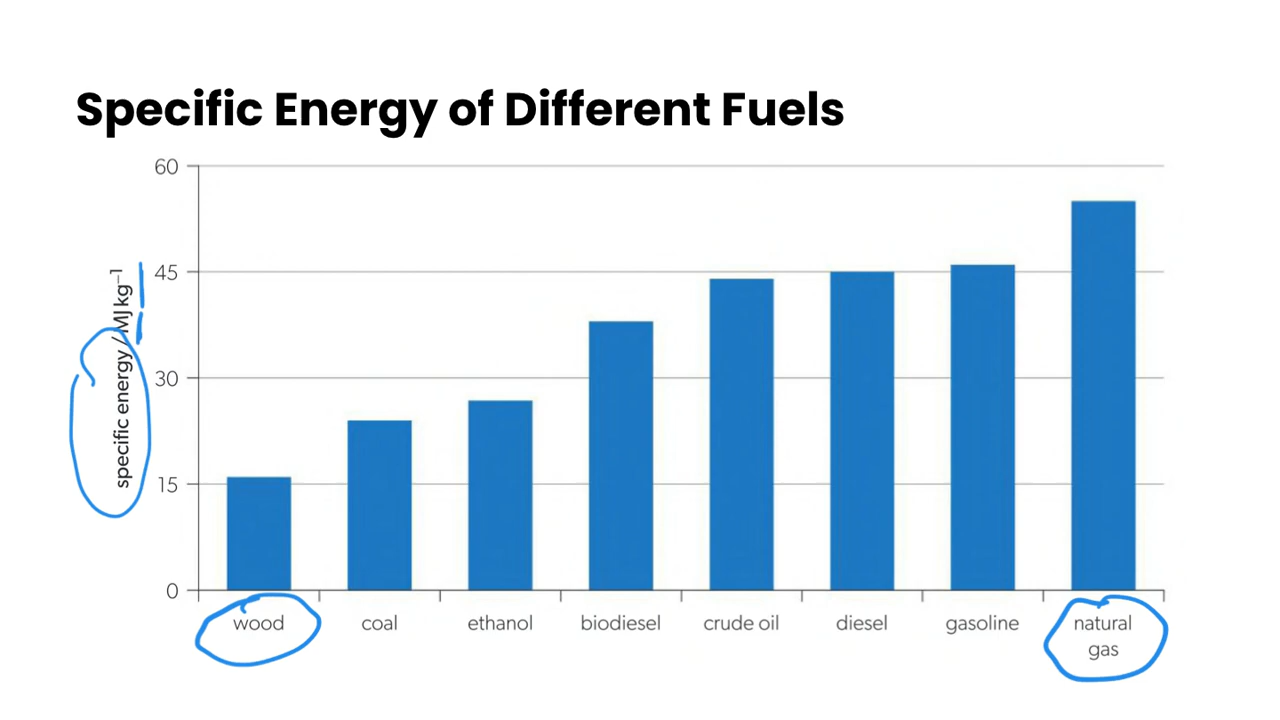 Specific Energy of Different Fuels
60
45
30
15
0
specific energy / MJ kg⁻¹
wood
coal
ethanol
biodiesel
crude oil
diesel
gasoline
natural
gas